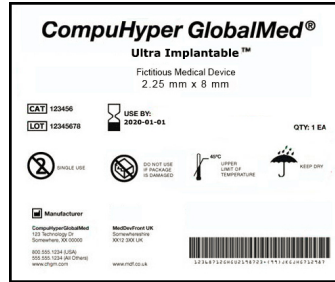 CompuHyper GlobalMed®
Ultra Implantable™
Fictitious Medical Device
2.25 mm x 8 mm
CAT 123456
LOT 12345678
USE BY:
2020-01-01
QTY: 1 EA
2
SINGLE USE
DO NOT USE
IF PACKAGE
IS DAMAGED
45°C
UPPER
LIMIT OF
TEMPERATURE
KEEP DRY
Manufacturer
CompuHyperGlobalMed
123 Technology Dr
Somewhere, XX 00000
800.555.1234 (USA)
555.555.1234 (All Others)
www.chgm.com
MedDevFront UK
Somewhereshire
XX12 3XX UK
www.mdf.co.uk